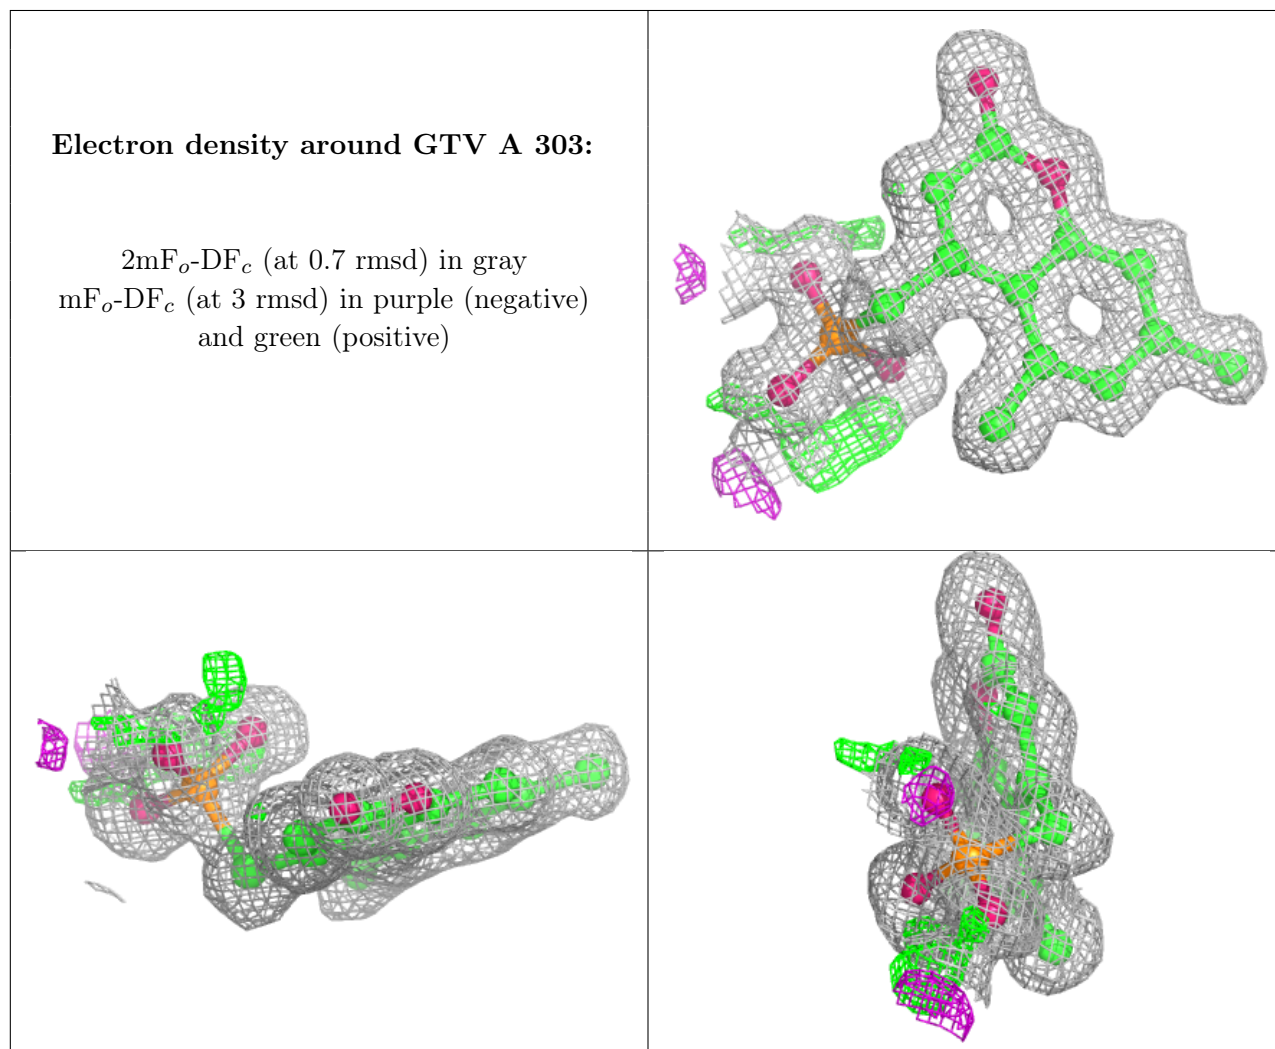 Electron density around GTV A 303:
2mFo-DFc (at 0.7 rmsd) in gray
mFo-DFc (at 3 rmsd) in purple (negative)
and green (positive)